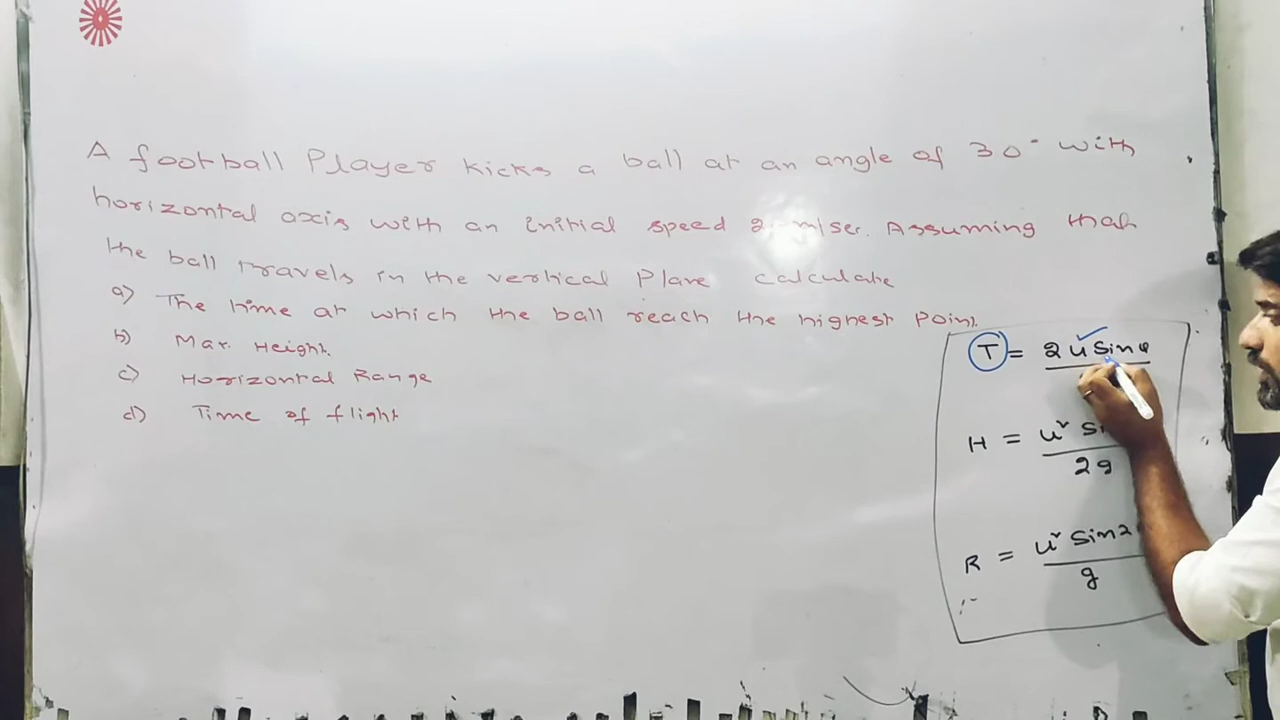 A football Player kicks a ball at an angle of 30° with
horizontal axis with an initial speed m/sec. Assuming that
the ball travels in the vertical Plane calculate
a) The time at which the ball reach the highest Point.
b) Max. Height.
c) Horizontal Range
d) Time of flight
T = 2 u Sin θ
H = u²
2g
R = u² Sin2
g